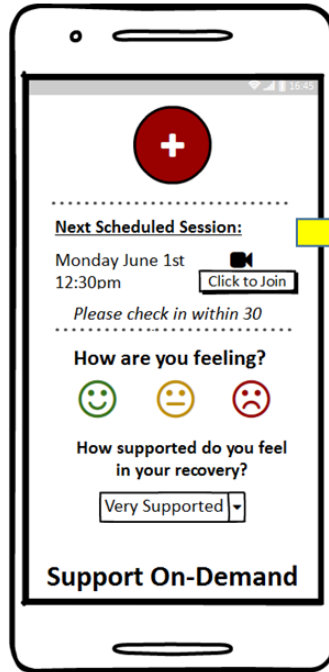 16:45
Next Scheduled Session:
Monday June 1st
12:30pm
Click to Join
Please check in within 30
How are you feeling?
How supported do you feel
in your recovery?
Very Supported
Support On-Demand